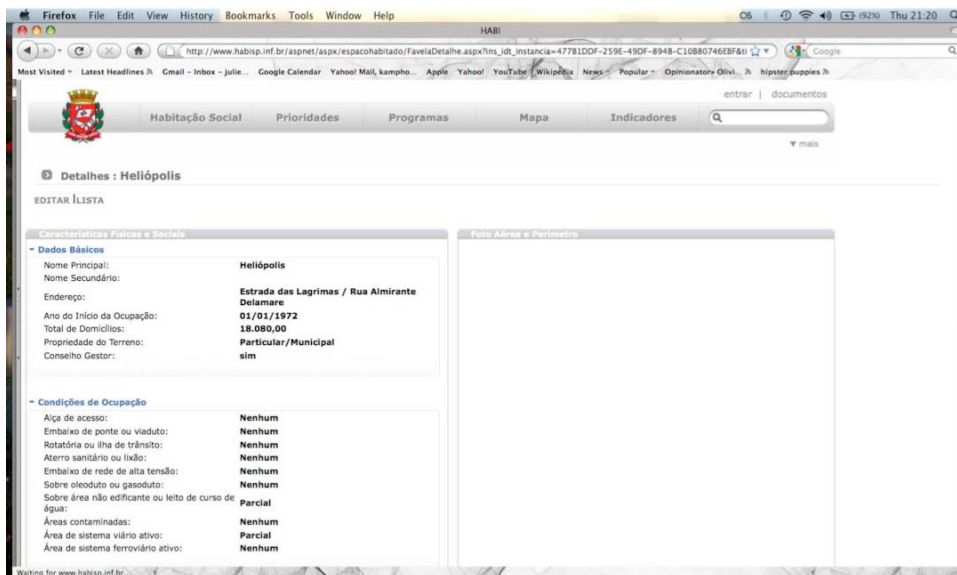 Firefox File Edit View History Bookmarks Tools Window Help (92%) Thu 21:20
HABI
http://www.habisp.inf.br/aspnet/aspx/espacohabitado/FavelaDetalhe.aspx?ins_idt_instancia=477B1DDF-259E-49DF-8948-C10B80746EBF&ti Google
Most Visited Latest Headlines Gmail - Inbox - julie... Google Calendar Yahoo! Mail, kampho... Apple Yahoo! YouTube Wikipedia News Popular Opinionator» Olivi... hipster puppies
entrar | documentos
Habitação Social Prioridades Programas Mapa Indicadores
mais
Detalhes : Heliópolis
EDITAR LISTA
Características Físicas e Sociais Foto Aérea e Perímetro
- Dados Básicos
Nome Principal: Heliópolis
Nome Secundário:
Endereço: Estrada das Lagrimas / Rua Almirante Delamare
Ano do Início da Ocupação: 01/01/1972
Total de Domicílios: 18.080,00
Propriedade do Terreno: Particular/Municipal
Conselho Gestor: sim
- Condições de Ocupação
Alça de acesso: Nenhum
Embaixo de ponte ou viaduto: Nenhum
Rotatória ou ilha de trânsito: Nenhum
Aterro sanitário ou lixão: Nenhum
Embaixo de rede de alta tensão: Nenhum
Sobre oleoduto ou gasoduto: Nenhum
Sobre área não edificante ou leito de curso de água: Parcial
Áreas contaminadas: Nenhum
Área de sistema viário ativo: Parcial
Área de sistema ferroviário ativo: Nenhum
Waiting for www.habisp.inf.br...